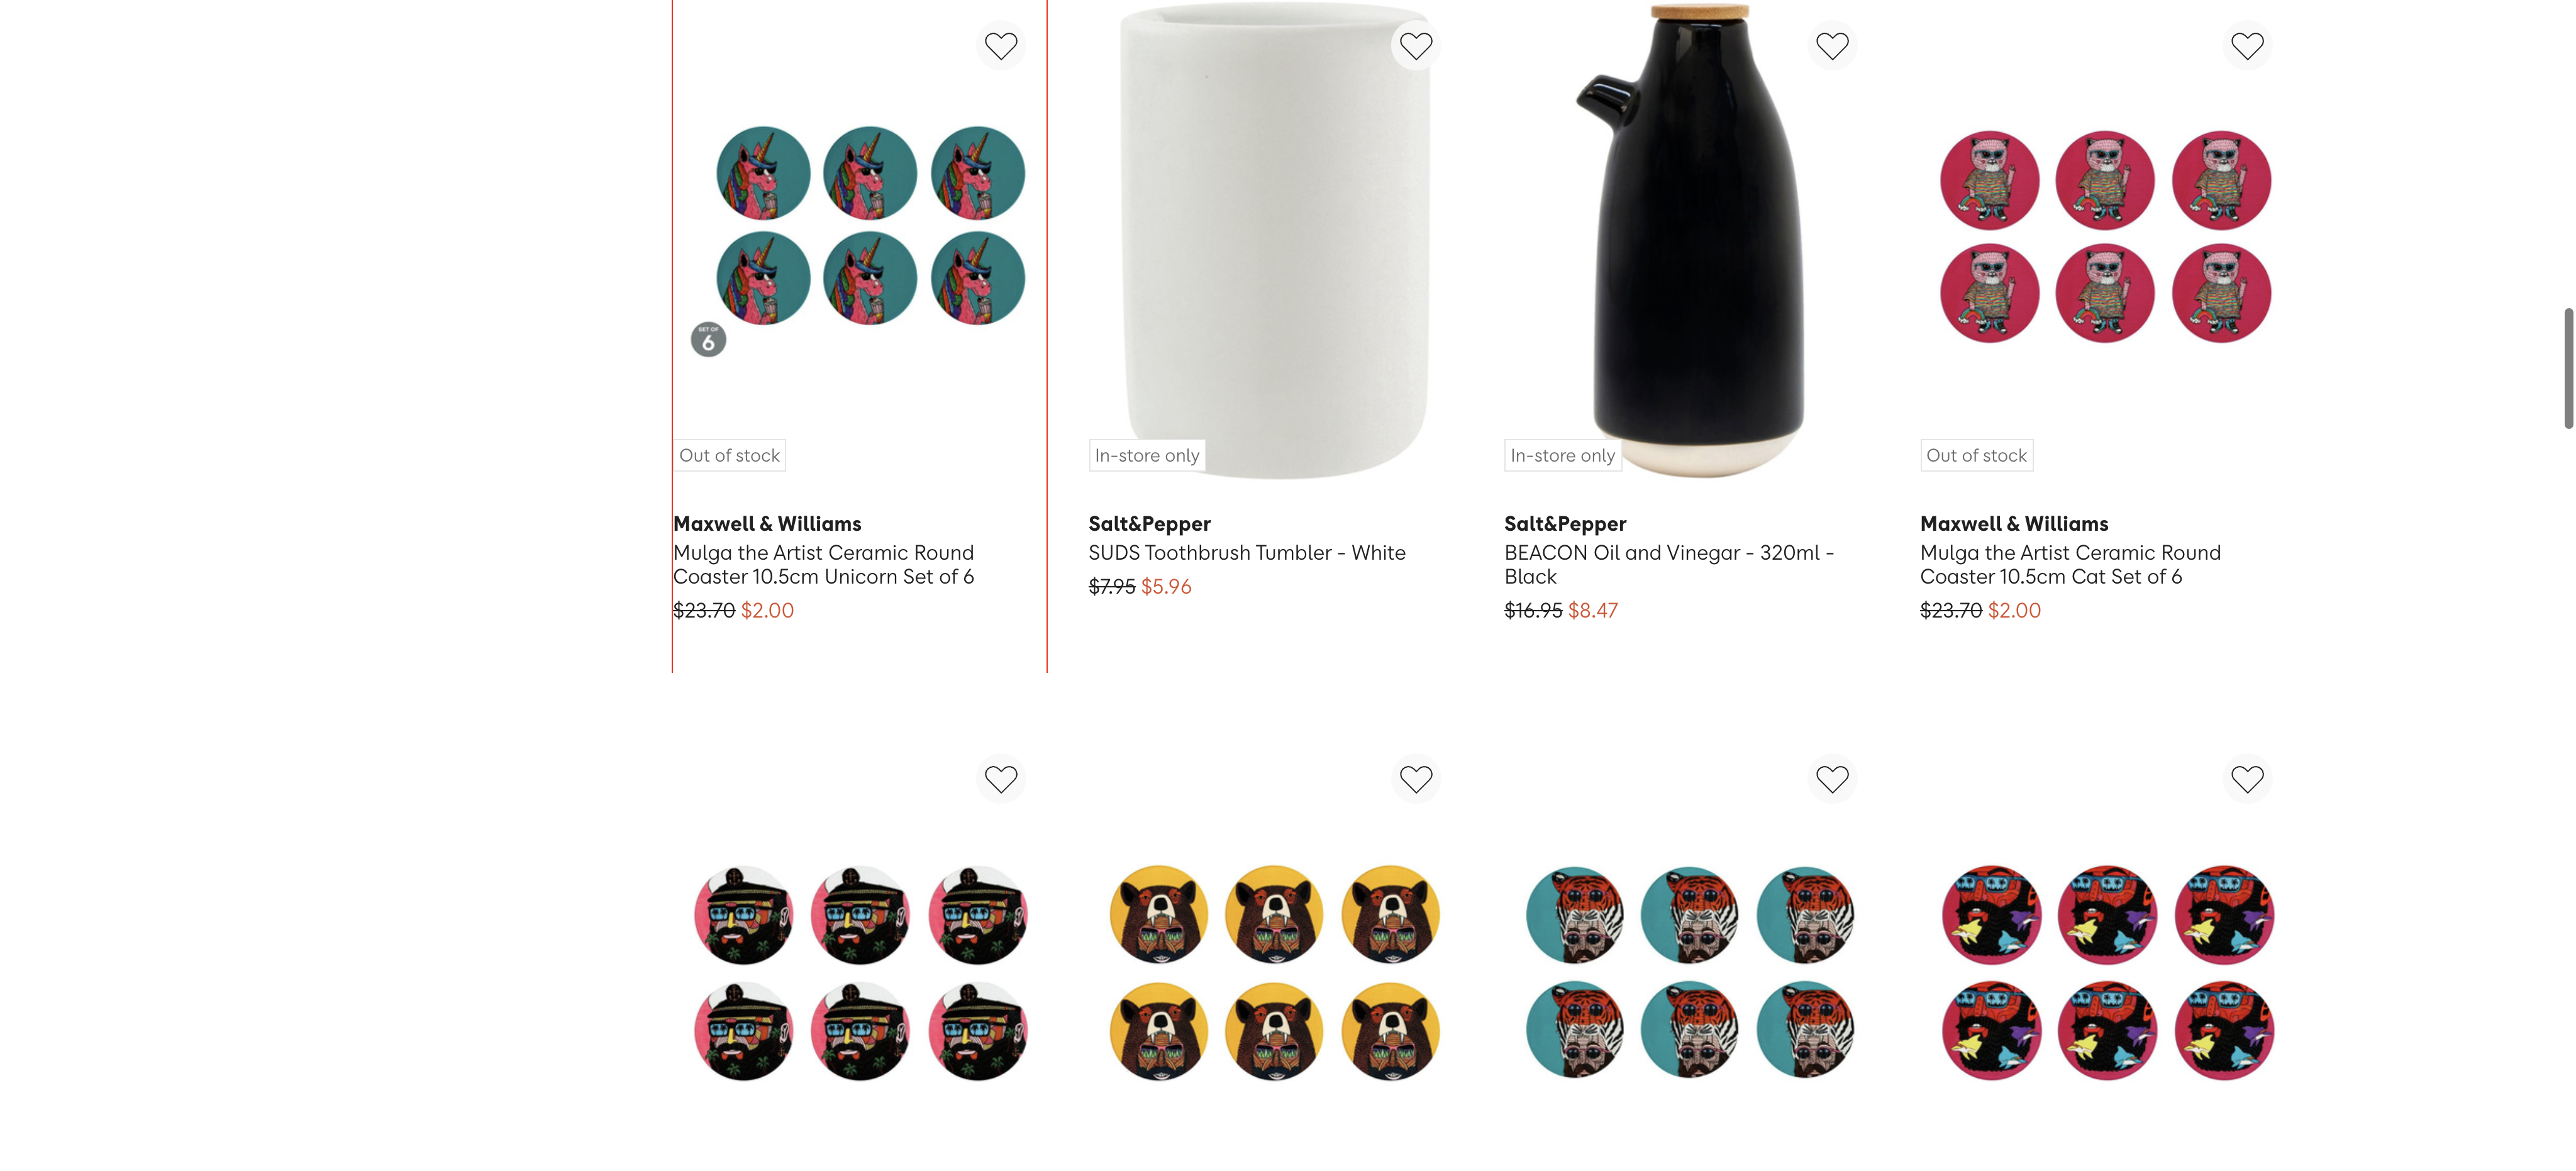 SET OF
6
Out of stock
Maxwell & Williams
Mulga the Artist Ceramic Round
Coaster 10.5cm Unicorn Set of 6
$23.70 $2.00
In-store only
Salt&Pepper
SUDS Toothbrush Tumbler - White
$7.95 $5.96
In-store only
Salt&Pepper
BEACON Oil and Vinegar - 320ml -
Black
$16.95 $8.47
Out of stock
Maxwell & Williams
Mulga the Artist Ceramic Round
Coaster 10.5cm Cat Set of 6
$23.70 $2.00